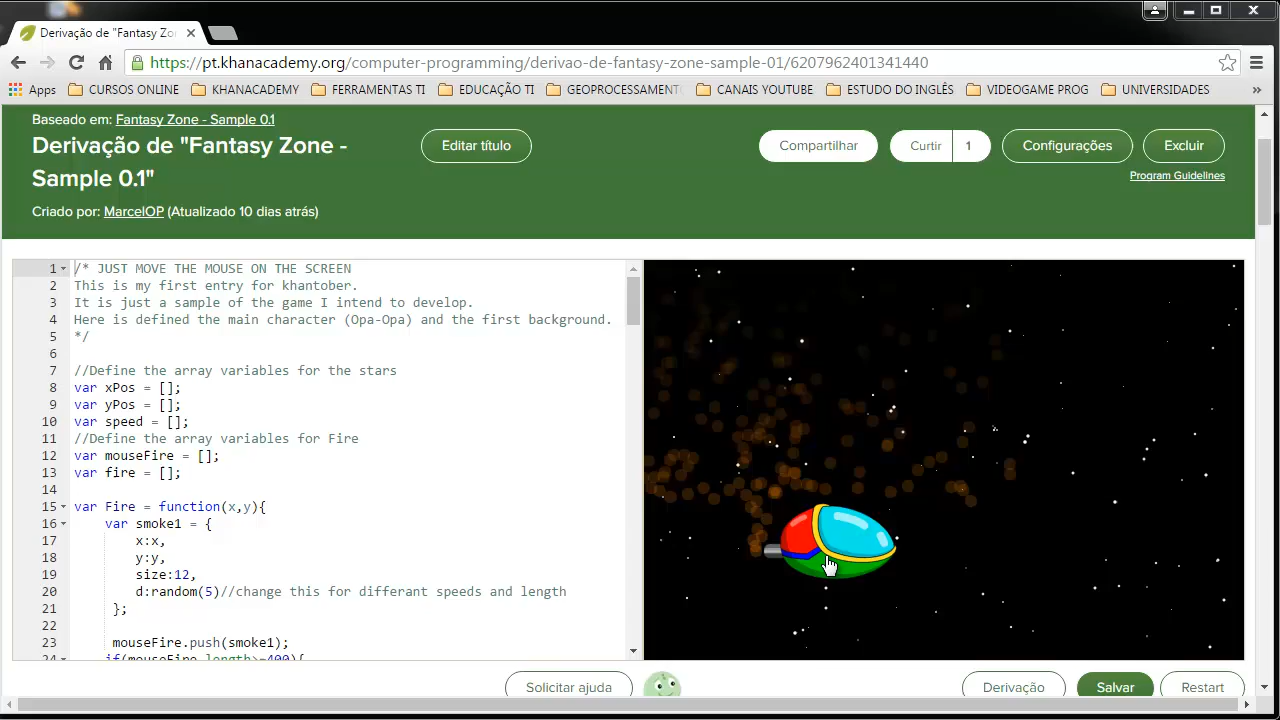 Derivação de "Fantasy Zo
https://pt.khanacademy.org/computer-programming/derivao-de-fantasy-zone-sample-01/6207962401341440
Apps CURSOS ONLINE KHANACADEMY FERRAMENTAS TI EDUCAÇÃO TI GEOPROCESSAMENT CANAIS YOUTUBE ESTUDO DO INGLÊS VIDEOGAME PROG UNIVERSIDADES »
Baseado em: Fantasy Zone - Sample 0.1
Derivação de "Fantasy Zone -
Sample 0.1"
Editar título
Compartilhar
Curtir 1
Configurações
Excluir
Program Guidelines
Criado por: MarcelOP (Atualizado 10 dias atrás)
1 /* JUST MOVE THE MOUSE ON THE SCREEN
2 This is my first entry for khantober.
3 It is just a sample of the game I intend to develop.
4 Here is defined the main character (Opa-Opa) and the first background.
5 */
6
7 //Define the array variables for the stars
8 var xPos = [];
9 var yPos = [];
10 var speed = [];
11 //Define the array variables for Fire
12 var mouseFire = [];
13 var fire = [];
14
15 var Fire = function(x,y){
16 var smoke1 = {
17 x:x,
18 y:y,
19 size:12,
20 d:random(5)//change this for differant speeds and length
21 };
22
23 mouseFire.push(smoke1);
24 if(mouseFire.length>=400){
Solicitar ajuda
Derivação
Salvar
Restart